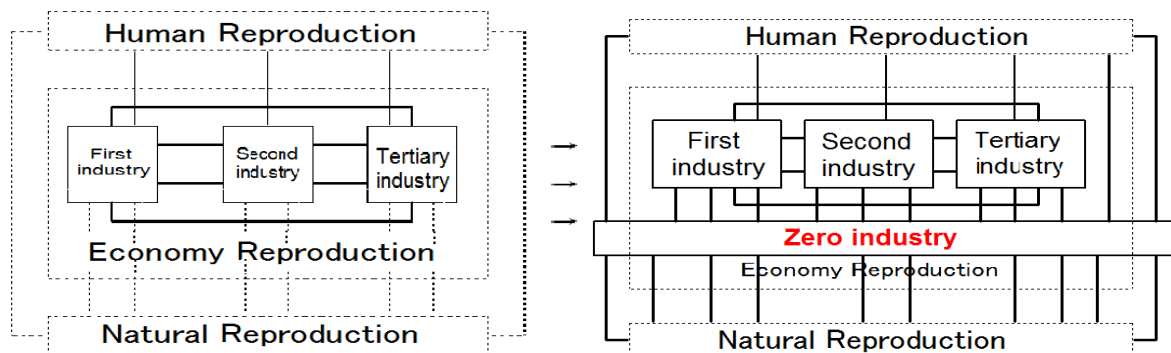 Human Reproduction
First
industry
Second
industry
Tertiary
industry
Economy Reproduction
Natural Reproduction
Human Reproduction
First
industry
Second
industry
Tertiary
industry
Zero industry
Economy Reproduction
Natural Reproduction